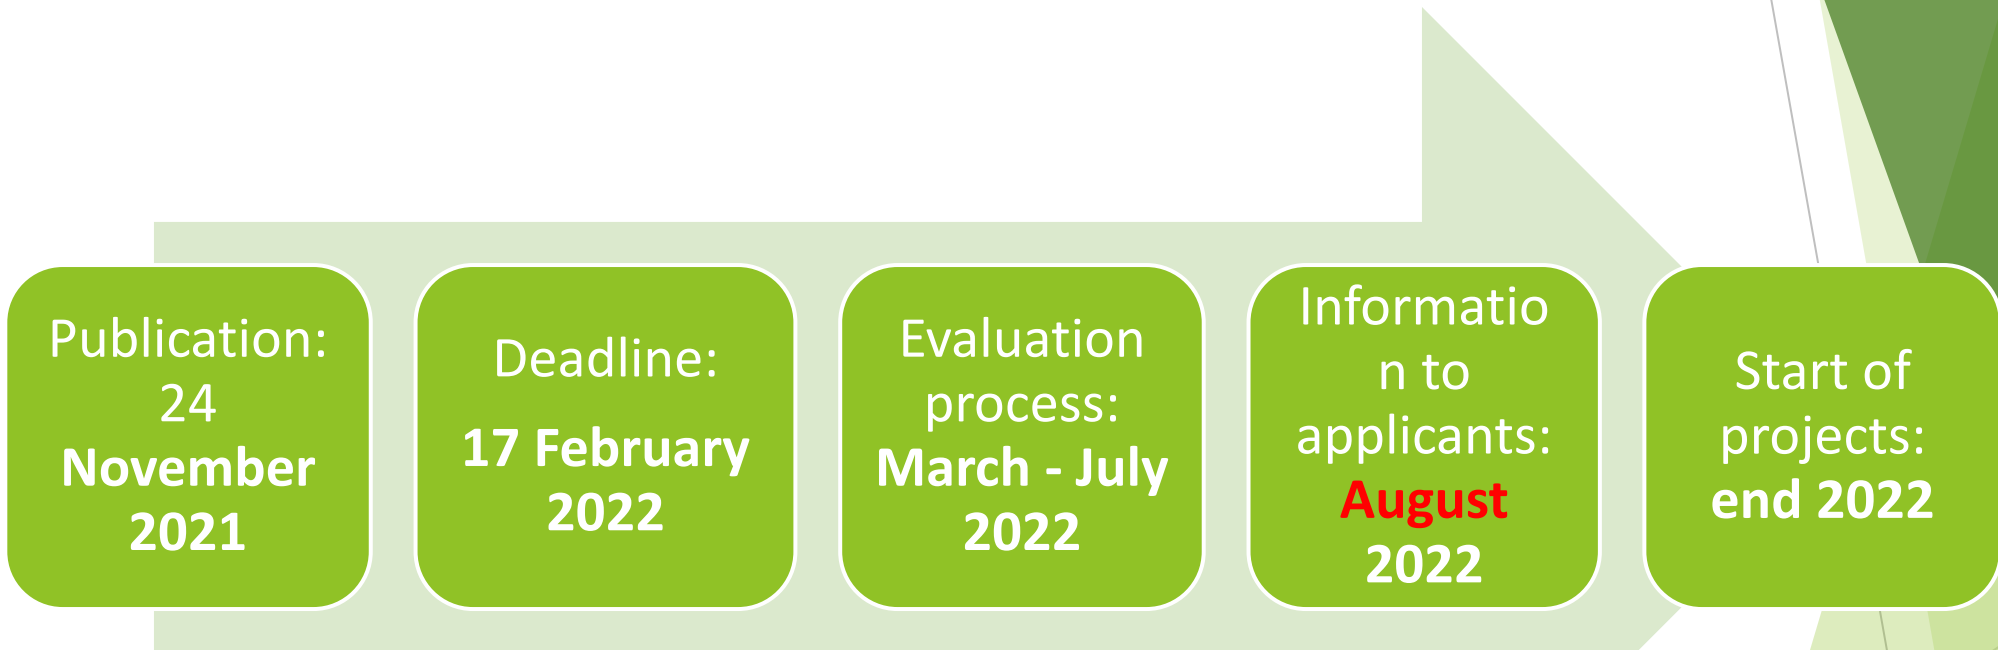 Publication:
24
November
2021
Deadline:
17 February
2022
Evaluation
process:
March - July
2022
Informatio
n to
applicants:
August
2022
Start of
projects:
end 2022